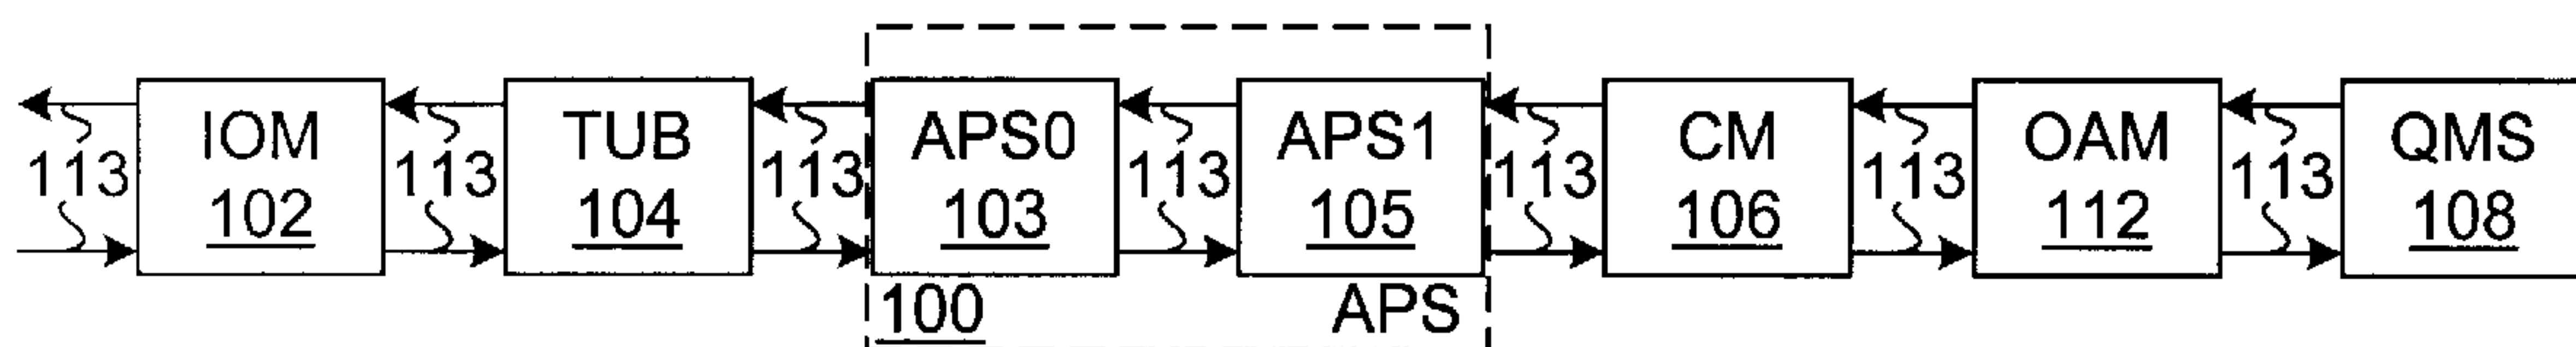 IOM TUB APS0 APS1 CM OAM QMS
113 113 113 113 113 113 113
102 104 103 105 106 112 108
100 APS